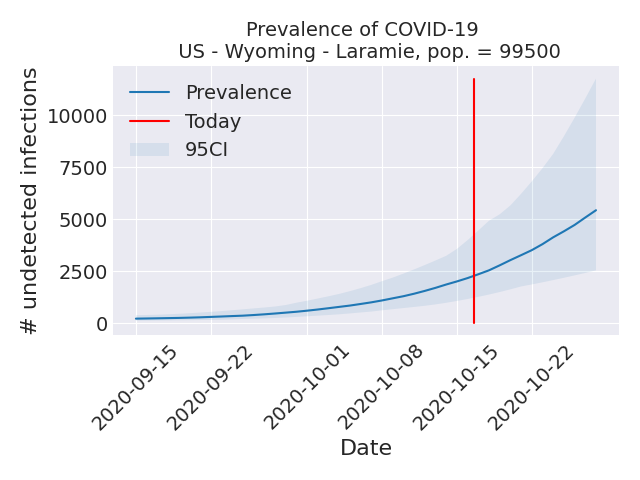 Prevalence of COVID-19
US - Wyoming - Laramie, pop. = 99500
# undetected infections
10000
7500
5000
2500
0
Prevalence
Today
95CI
2020-09-15
2020-09-22
2020-10-01
2020-10-08
2020-10-15
2020-10-22
Date